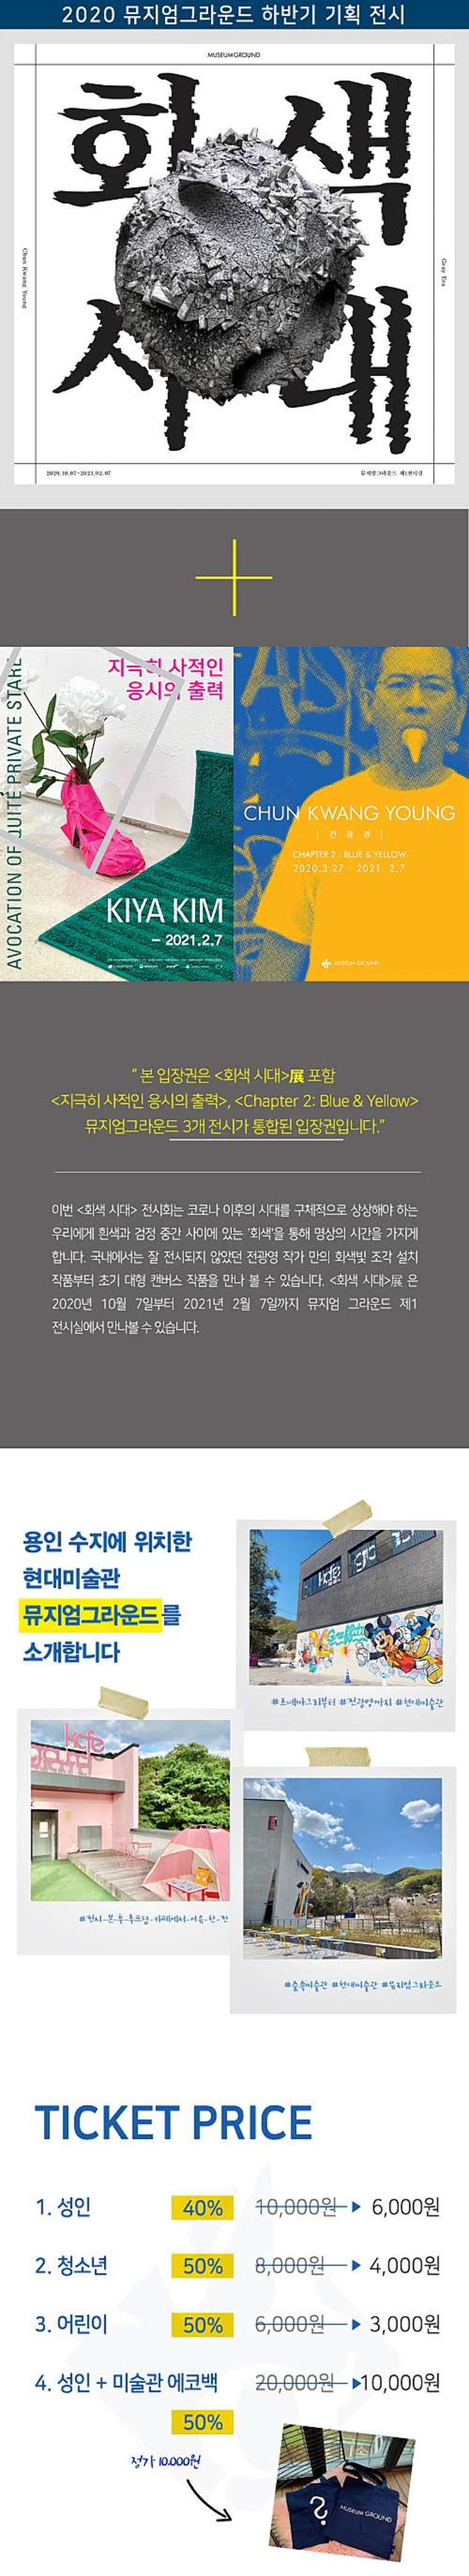 2020 뮤지엄그라운드 하반기 기획 전시
MUSEUMGROUND
회색
시대
Chun Kwang Young
Gray Era
2020.10.07-2021.02.07
뮤지엄그라운드 제1전시실
AVOCATION OF QUITE PRIVATE STARE
지극히 사적인
응시의 출력
KIYA KIM
– 2021.2.7
CHUN KWANG YOUNG
| 전 광 영 |
CHAPTER 2 : BLUE & YELLOW
2020.3.27 - 2021. 2.7
MUSEUM GROUND
“ 본 입장권은 <회색 시대>展 포함
<지극히 사적인 응시의 출력>, <Chapter 2: Blue & Yellow>
뮤지엄그라운드 3개 전시가 통합된 입장권입니다.”
이번 <회색 시대> 전시회는 코로나 이후의 시대를 구체적으로 상상해야 하는
우리에게 흰색과 검정 중간 사이에 있는 '회색'을 통해 명상의 시간을 가지게
합니다. 국내에서는 잘 전시되지 않았던 전광영 작가 만의 회색빛 조각 설치
작품부터 초기 대형 캔버스 작품을 만나 볼 수 있습니다. <회색 시대>展 은
2020년 10월 7일부터 2021년 2월 7일까지 뮤지엄 그라운드 제1
전시실에서 만나볼 수 있습니다.
용인 수지에 위치한
현대미술관
뮤지엄그라운드를
소개합니다
#현대미술관
kafe
#숲속미술관 #현대미술관 #뮤지엄그라운드
TICKET PRICE
1. 성인 40% 10,000원 ▶ 6,000원
2. 청소년 50% 8,000원 ▶ 4,000원
3. 어린이 50% 6,000원 ▶ 3,000원
4. 성인 + 미술관 에코백 20,000원 ▶10,000원
50%
정가 10.000원
?
MUSEUM GROUND